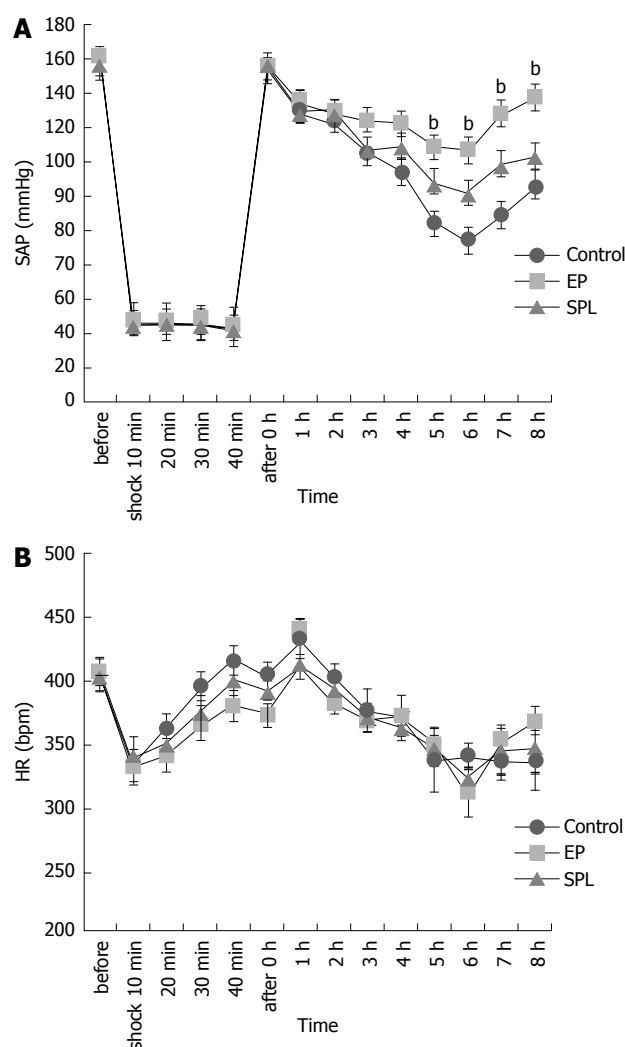 A
180
160
140
120
100
90
80
60
40
20
0
SAP (mmHg)
b
b
b
b
Control
EP
SPL
before
shock 10 min
20 min
30 min
40 min
after 0 h
1 h
2 h
3 h
4 h
5 h
6 h
7 h
8 h
Time
B
500
450
400
350
300
250
200
HR (bpm)
Control
EP
SPL
before
shock 10 min
20 min
30 min
40 min
after 0 h
1 h
2 h
3 h
4 h
5 h
6 h
7 h
8 h
Time